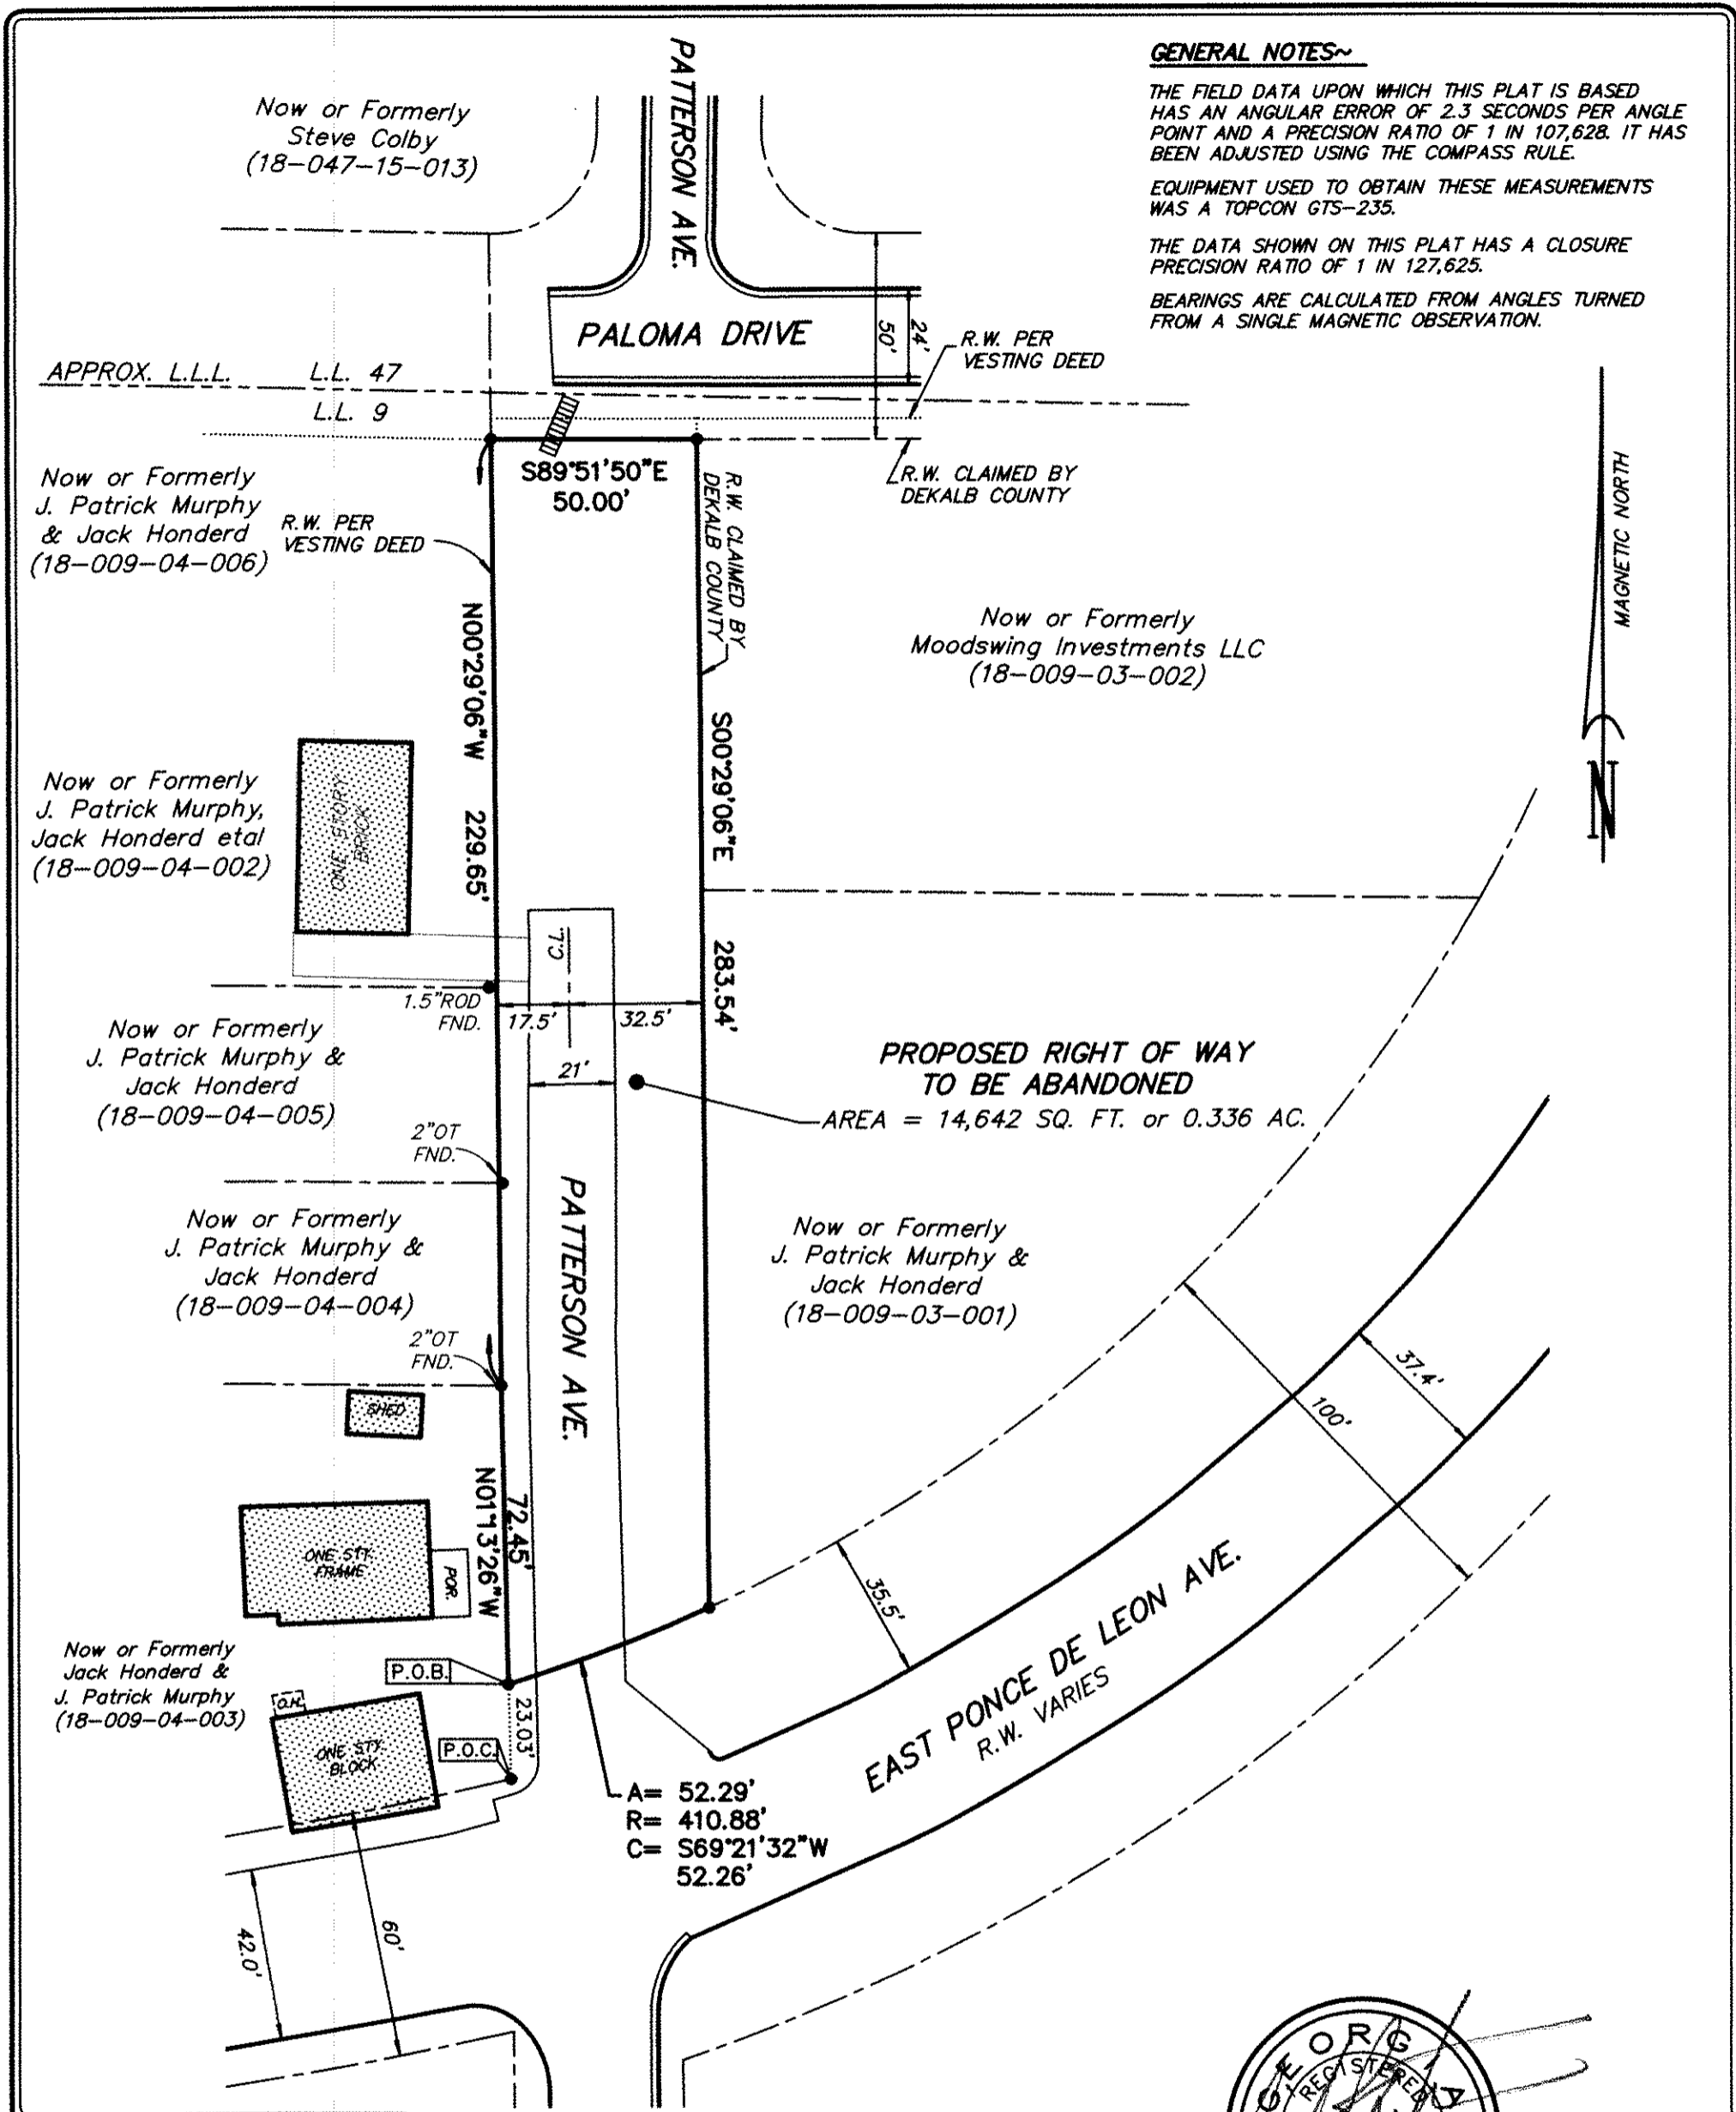 GENERAL NOTES~
THE FIELD DATA UPON WHICH THIS PLAT IS BASED
HAS AN ANGULAR ERROR OF 2.3 SECONDS PER ANGLE
POINT AND A PRECISION RATIO OF 1 IN 107,628. IT HAS
BEEN ADJUSTED USING THE COMPASS RULE.
EQUIPMENT USED TO OBTAIN THESE MEASUREMENTS
WAS A TOPCON GTS-235.
THE DATA SHOWN ON THIS PLAT HAS A CLOSURE
PRECISION RATIO OF 1 IN 127,625.
BEARINGS ARE CALCULATED FROM ANGLES TURNED
FROM A SINGLE MAGNETIC OBSERVATION.
Now or Formerly
Steve Colby
(18-047-15-013)
PATTERSON AVE.
PALOMA DRIVE
50'
24'
R.W. PER
VESTING DEED
APPROX. L.L.L.
L.L. 47
L.L. 9
S89°51'50"E
50.00'
R.W. CLAIMED BY
DEKALB COUNTY
R.W. CLAIMED BY
DEKALB COUNTY
Now or Formerly
J. Patrick Murphy
& Jack Honderd
(18-009-04-006)
R.W. PER
VESTING DEED
MAGNETIC NORTH
N
Now or Formerly
Moodswing Investments LLC
(18-009-03-002)
N00°29'06"W
229.65'
S00°29'06"E
283.54'
Now or Formerly
J. Patrick Murphy,
Jack Honderd etal
(18-009-04-002)
ONE STORY
BRICK
C.L.
1.5"ROD
FND.
17.5'
32.5'
21'
Now or Formerly
J. Patrick Murphy &
Jack Honderd
(18-009-04-005)
PROPOSED RIGHT OF WAY
TO BE ABANDONED
AREA = 14,642 SQ. FT. or 0.336 AC.
2"OT
FND.
PATTERSON AVE.
Now or Formerly
J. Patrick Murphy &
Jack Honderd
(18-009-04-004)
Now or Formerly
J. Patrick Murphy &
Jack Honderd
(18-009-03-001)
2"OT
FND.
SHED
37.4'
100'
N01°13'26"W
72.45'
ONE STY.
FRAME
POR.
35.5'
EAST PONCE DE LEON AVE.
R.W. VARIES
Now or Formerly
Jack Honderd &
J. Patrick Murphy
(18-009-04-003)
P.O.B.
O.H.
ONE STY.
BLOCK
P.O.C.
23.03'
A= 52.29'
R= 410.88'
C= S69°21'32"W
52.26'
42.0'
60'
GEORGIA
REGISTERED